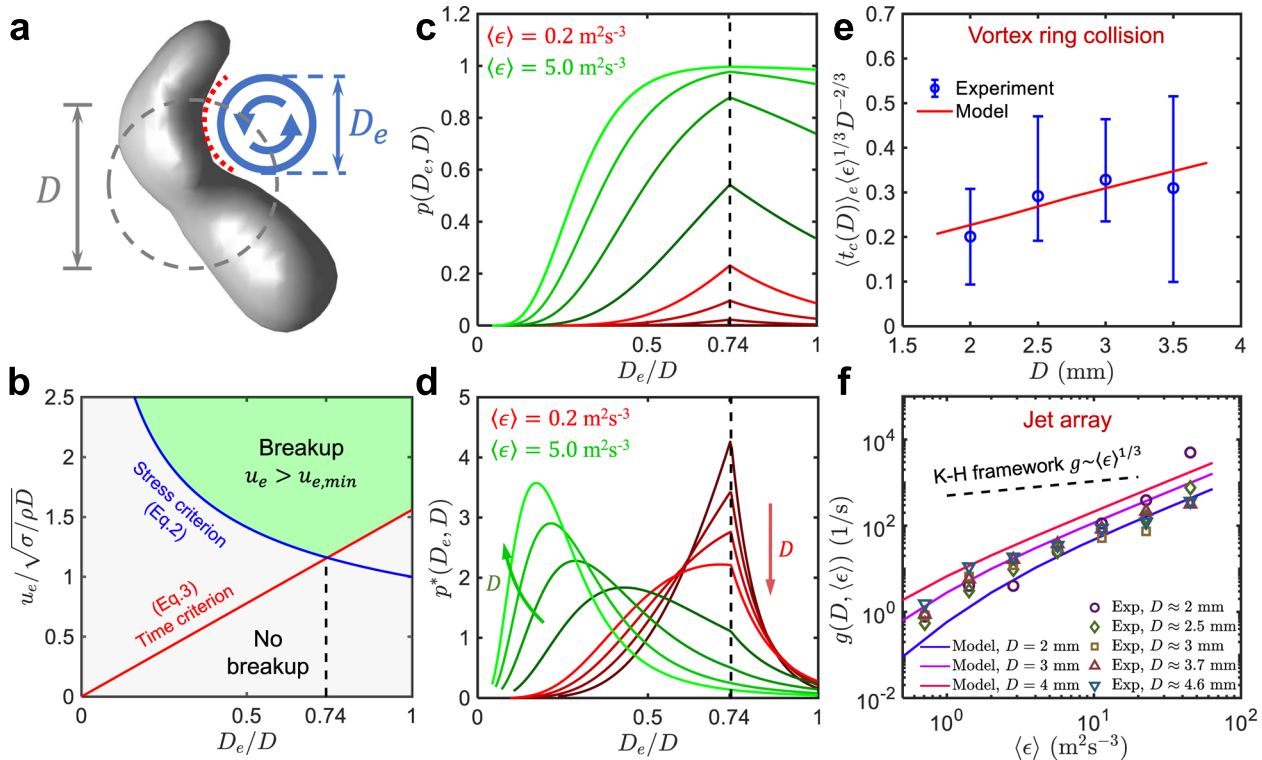 a
D
D_e
b
2.5
2
1.5
1
0.5
0
u_e/√(σ/ρD)
Breakup
u_e > u_{e,min}
Stress criterion
(Eq.2)
(Eq.3)
Time criterion
No
breakup
0
0.5
0.74
1
D_e/D
c
1.2
1
0.8
0.6
0.4
0.2
0
p(D_e, D)
⟨ϵ⟩ = 0.2 m²s⁻³
⟨ϵ⟩ = 5.0 m²s⁻³
0
0.5
0.74
1
D_e/D
d
5
4
3
2
1
0
p*(D_e, D)
⟨ϵ⟩ = 0.2 m²s⁻³
⟨ϵ⟩ = 5.0 m²s⁻³
D
D
0
0.5
0.74
1
D_e/D
e
0.7
0.6
0.5
0.4
0.3
0.2
0.1
0
⟨t_c(D)⟩_e⟨ϵ⟩^{1/3}D^{-2/3}
Vortex ring collision
Experiment
Model
1.5
2
2.5
3
3.5
4
D (mm)
f
10⁴
10²
10⁰
10⁻²
g(D, ⟨ϵ⟩) (1/s)
Jet array
K-H framework g~⟨ϵ⟩^{1/3}
Exp, D ≈ 2 mm
Exp, D ≈ 2.5 mm
Model, D = 2 mm
Exp, D ≈ 3 mm
Model, D = 3 mm
Exp, D ≈ 3.7 mm
Model, D = 4 mm
Exp, D ≈ 4.6 mm
10⁰
10¹
10²
⟨ϵ⟩ (m²s⁻³)